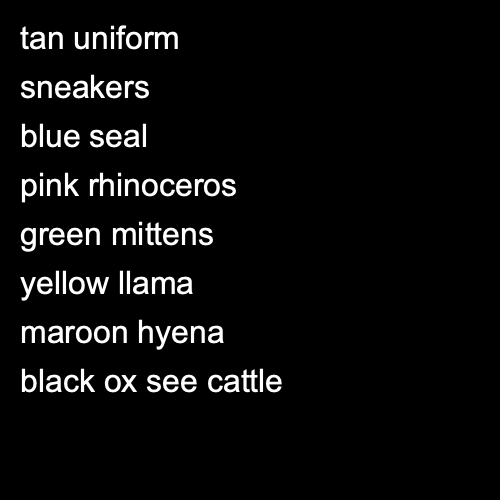 tan uniform
sneakers
blue seal
pink rhinoceros
green mittens
yellow llama
maroon hyena
black ox see cattle